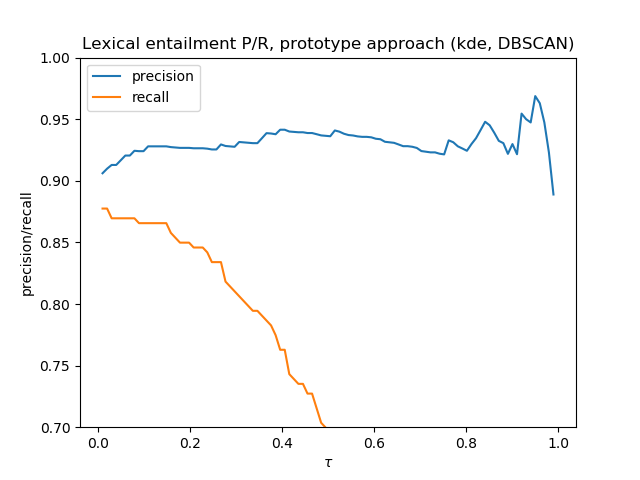 Lexical entailment P/R, prototype approach (kde, DBSCAN)
precision
recall
1.00
0.95
0.90
0.85
0.80
0.75
0.70
precision/recall
0.0 0.2 0.4 0.6 0.8 1.0
τ